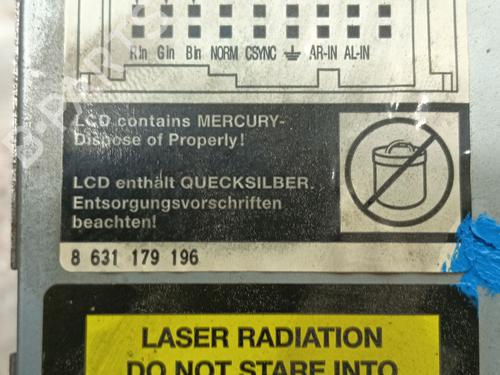 RIn GIn BIn NORM CSYNC AR-IN AL-IN
LCD contains MERCURY-
Dispose of Properly!
LCD enthält QUECKSILBER.
Entsorgungsvorschriften
beachten!
8 631 179 196
LASER RADIATION
DO NOT STARE INTO